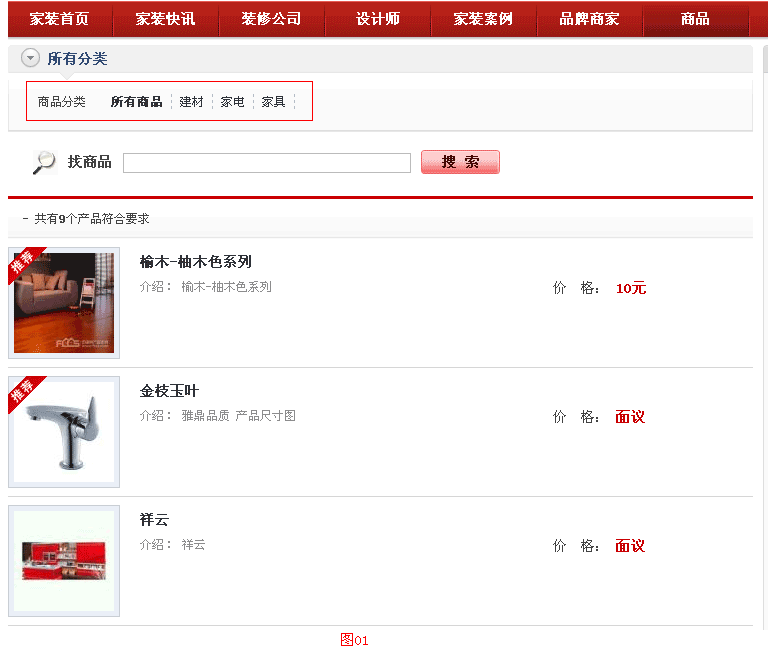 家装首页 家装快讯 装修公司 设计师 家装案例 品牌商家 商品
所有分类
商品分类 所有商品 建材 家电 家具
找商品 搜 索
- 共有9个产品符合要求
推荐
榆木-柚木色系列
介绍： 榆木-柚木色系列
价 格： 10元
推荐
金枝玉叶
介绍： 雅鼎品质 产品尺寸图
价 格： 面议
祥云
介绍： 祥云
价 格： 面议
图01